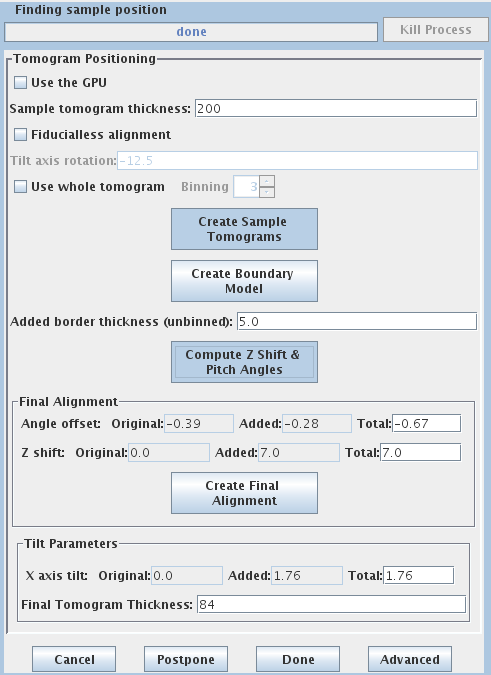 Finding sample position
done
Kill Process
Tomogram Positioning
Use the GPU
Sample tomogram thickness: 200
Fiducialless alignment
Tilt axis rotation: -12.5
Use whole tomogram Binning 3
Create Sample
Tomograms
Create Boundary
Model
Added border thickness (unbinned): 5.0
Compute Z Shift &
Pitch Angles
Final Alignment
Angle offset: Original: -0.39 Added: -0.28 Total: -0.67
Z shift: Original: 0.0 Added: 7.0 Total: 7.0
Create Final
Alignment
Tilt Parameters
X axis tilt: Original: 0.0 Added: 1.76 Total: 1.76
Final Tomogram Thickness: 84
Cancel Postpone Done Advanced